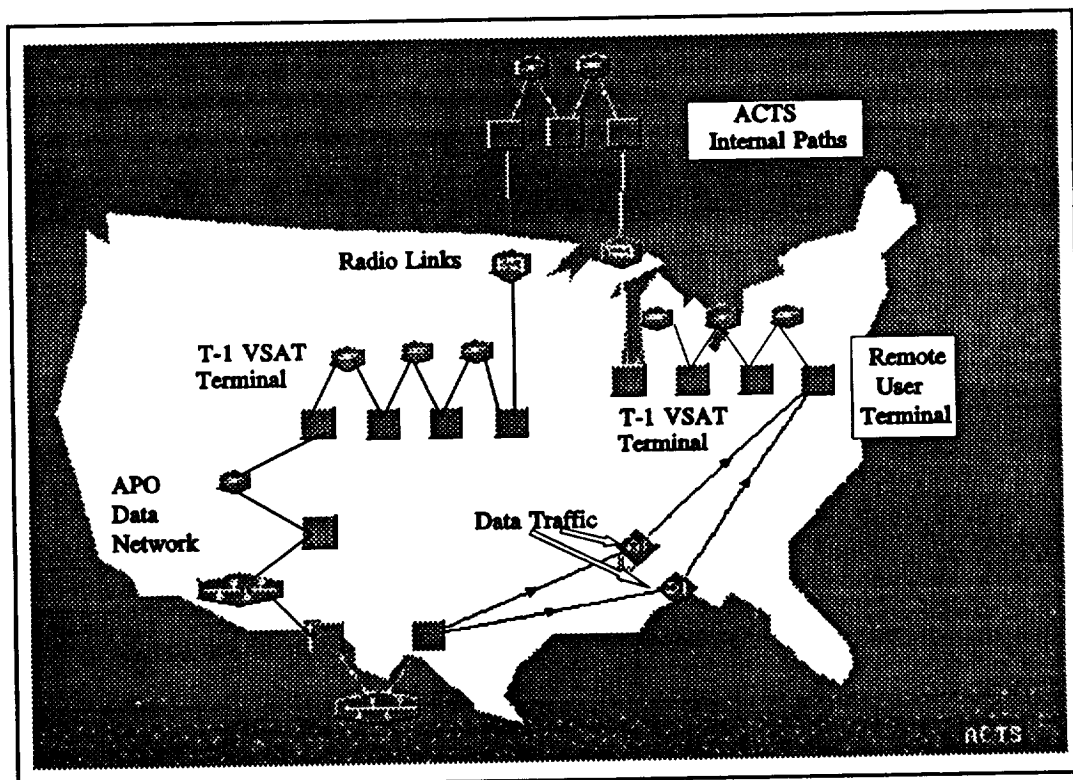 ACTS
Internal Paths
Radio Links
T-1 VSAT
Terminal
Remote
User
Terminal
T-1 VSAT
Terminal
APO
Data
Network
Data Traffic
ACTS